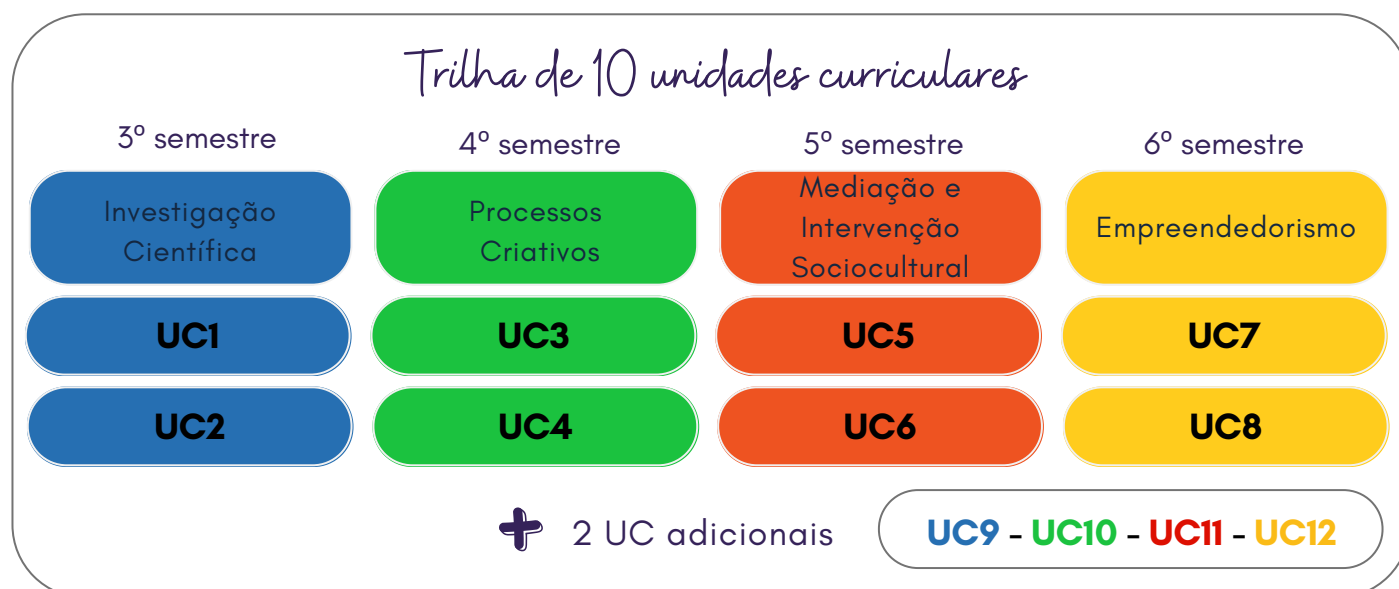 Trilha de 10 unidades curriculares
3º semestre
4º semestre
5º semestre
6º semestre
Investigação
Científica
Processos
Criativos
Mediação e
Intervenção
Sociocultural
Empreendedorismo
UC1
UC3
UC5
UC7
UC2
UC4
UC6
UC8
+ 2 UC adicionais
UC9 - UC10 - UC11 - UC12